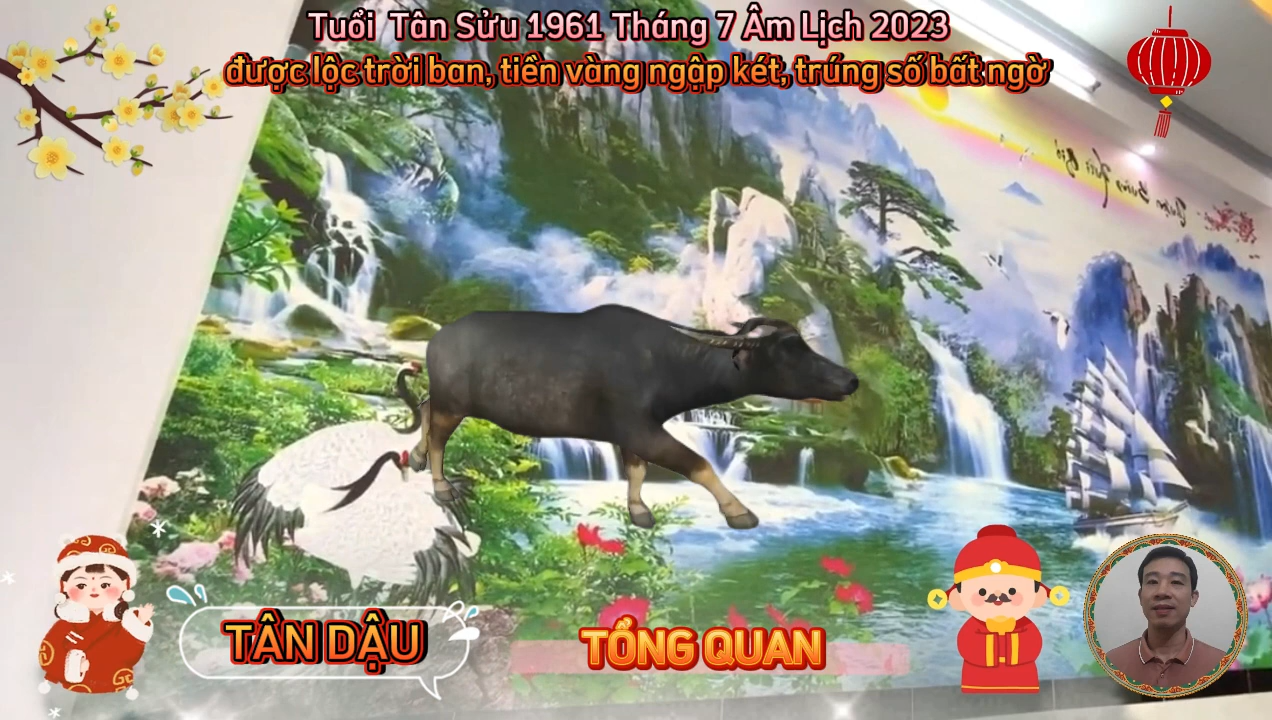 Tuổi Tân Sửu 1961 Tháng 7 Âm Lịch 2023
được lộc trời ban, tiền vàng ngập két, trúng số bất ngờ
TÂN DẬU
TỔNG QUAN